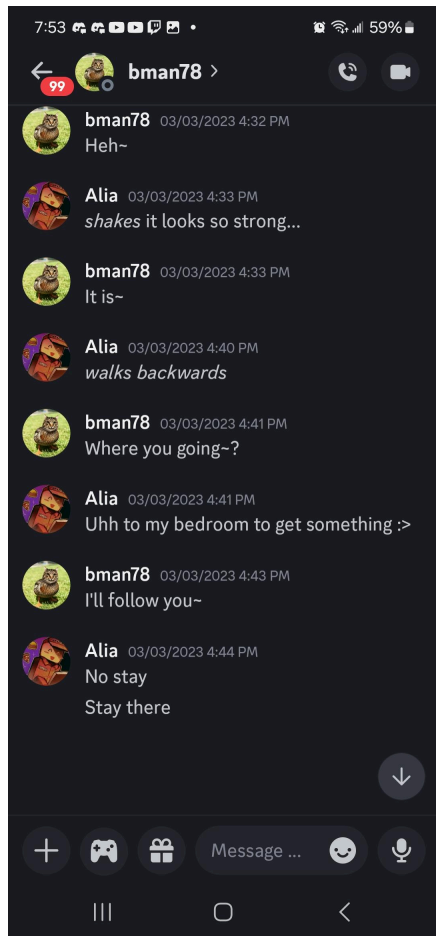 7:53
59%
99
bman78 >
bman78 03/03/2023 4:32 PM
Heh~
Alia 03/03/2023 4:33 PM
shakes it looks so strong...
bman78 03/03/2023 4:33 PM
It is~
Alia 03/03/2023 4:40 PM
walks backwards
bman78 03/03/2023 4:41 PM
Where you going~?
Alia 03/03/2023 4:41 PM
Uhh to my bedroom to get something :>
bman78 03/03/2023 4:43 PM
I'll follow you~
Alia 03/03/2023 4:44 PM
No stay
Stay there
Message ...